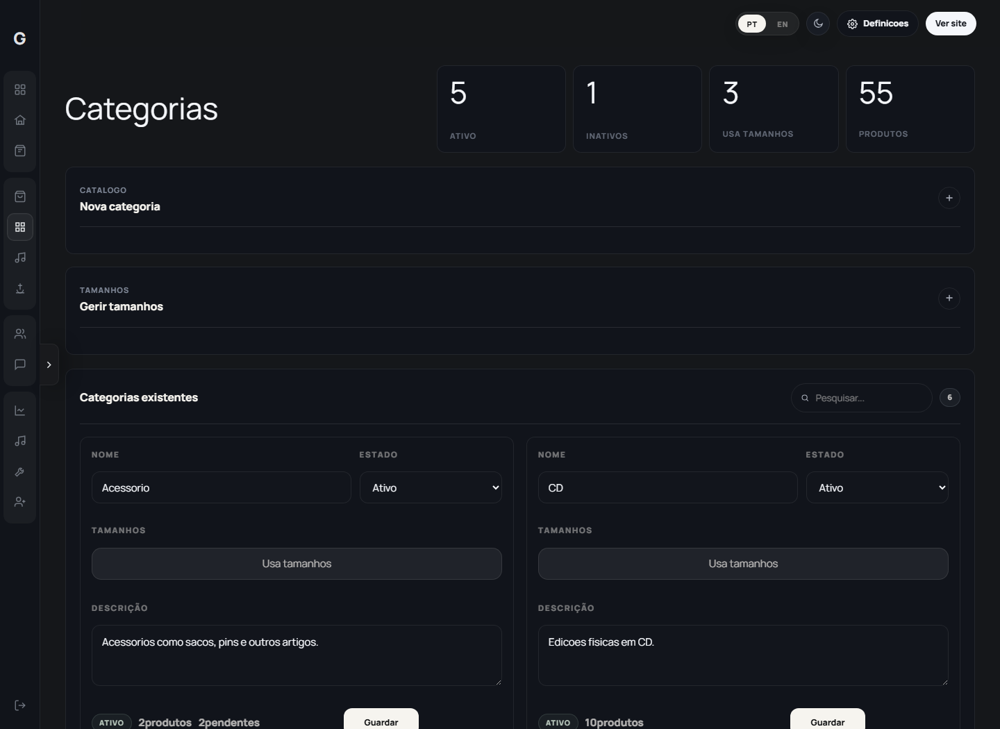 G
PT EN Definicoes Ver site
Categorias
5
ATIVO
1
INATIVOS
3
USA TAMANHOS
55
PRODUTOS
CATALOGO
Nova categoria
TAMANHOS
Gerir tamanhos
Categorias existentes
Pesquisar...
6
NOME ESTADO
Acessorio Ativo
TAMANHOS
Usa tamanhos
DESCRIÇÃO
Acessorios como sacos, pins e outros artigos.
ATIVO 2produtos 2pendentes Guardar
NOME ESTADO
CD Ativo
TAMANHOS
Usa tamanhos
DESCRIÇÃO
Edicoes fisicas em CD.
ATIVO 10produtos Guardar